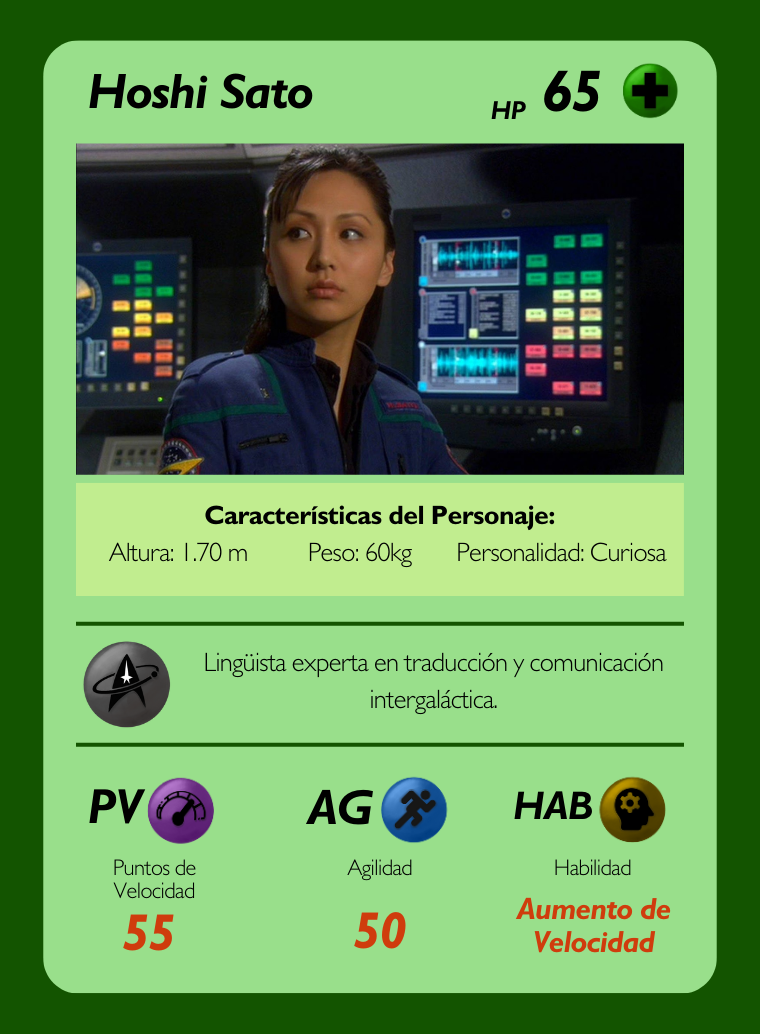 Hoshi Sato
HP 65
Características del Personaje:
Altura: 1.70 m Peso: 60kg Personalidad: Curiosa
Lingüista experta en traducción y comunicación
intergaláctica.
PV AG HAB
Puntos de
Velocidad
55
Agilidad
50
Habilidad
Aumento de
Velocidad